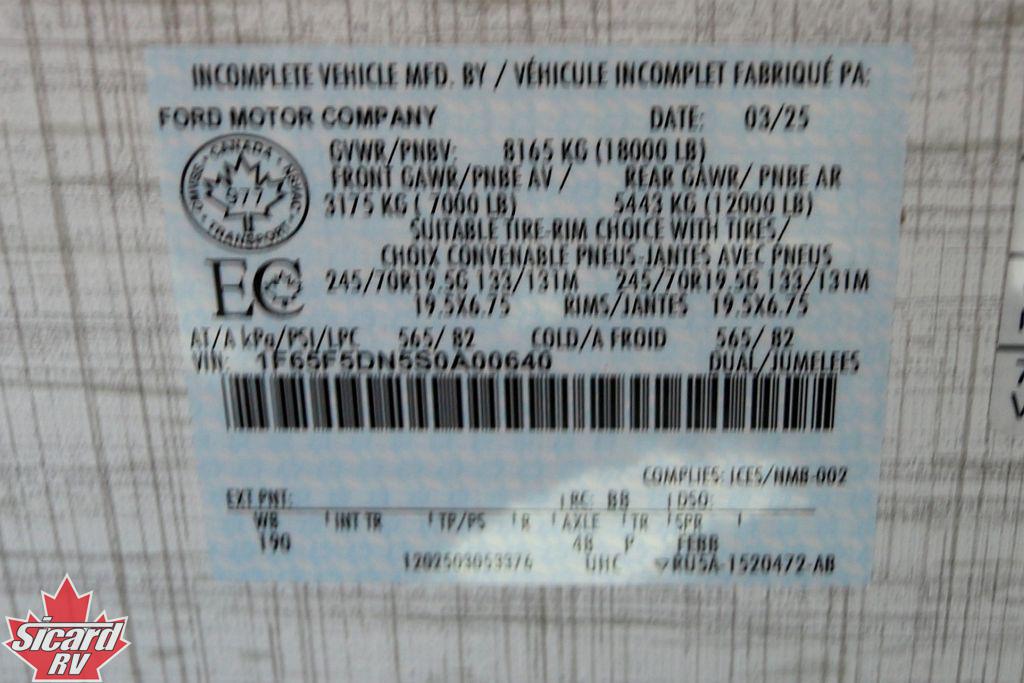 INCOMPLETE VEHICLE MFD. BY / VÉHICULE INCOMPLET FABRIQUÉ PA:
FORD MOTOR COMPANY DATE: 03/25
GVWR/PNBV: 8165 KG (18000 LB)
FRONT GAWR/PNBE AV / REAR GAWR/ PNBE AR
3175 KG ( 7000 LB) 5443 KG (12000 LB)
SUITABLE TIRE-RIM CHOICE WITH TIRES/
CHOIX CONVENABLE PNEUS-JANTES AVEC PNEUS
245/70R19.5G 133/131M 245/70R19.5G 133/131M
19.5X6.75 RIMS/JANTES 19.5X6.75
AT/A kPa/PSI/LPC 565/ 82 COLD/A FROID 565/ 82
VIN: 1F65F5DN5S0A00640 DUAL/JUMELEES
CANADA
977
TRANSPORT
EC
COMPLIES: ICES/NMB-002
EXT PNT: RC: BB DSO:
WB INT TR TP/PS R AXLE TR SPR
190 4B P FEBB
1202503053376 UHC RU5A-1520472-AB
7
V
Sicard
RV